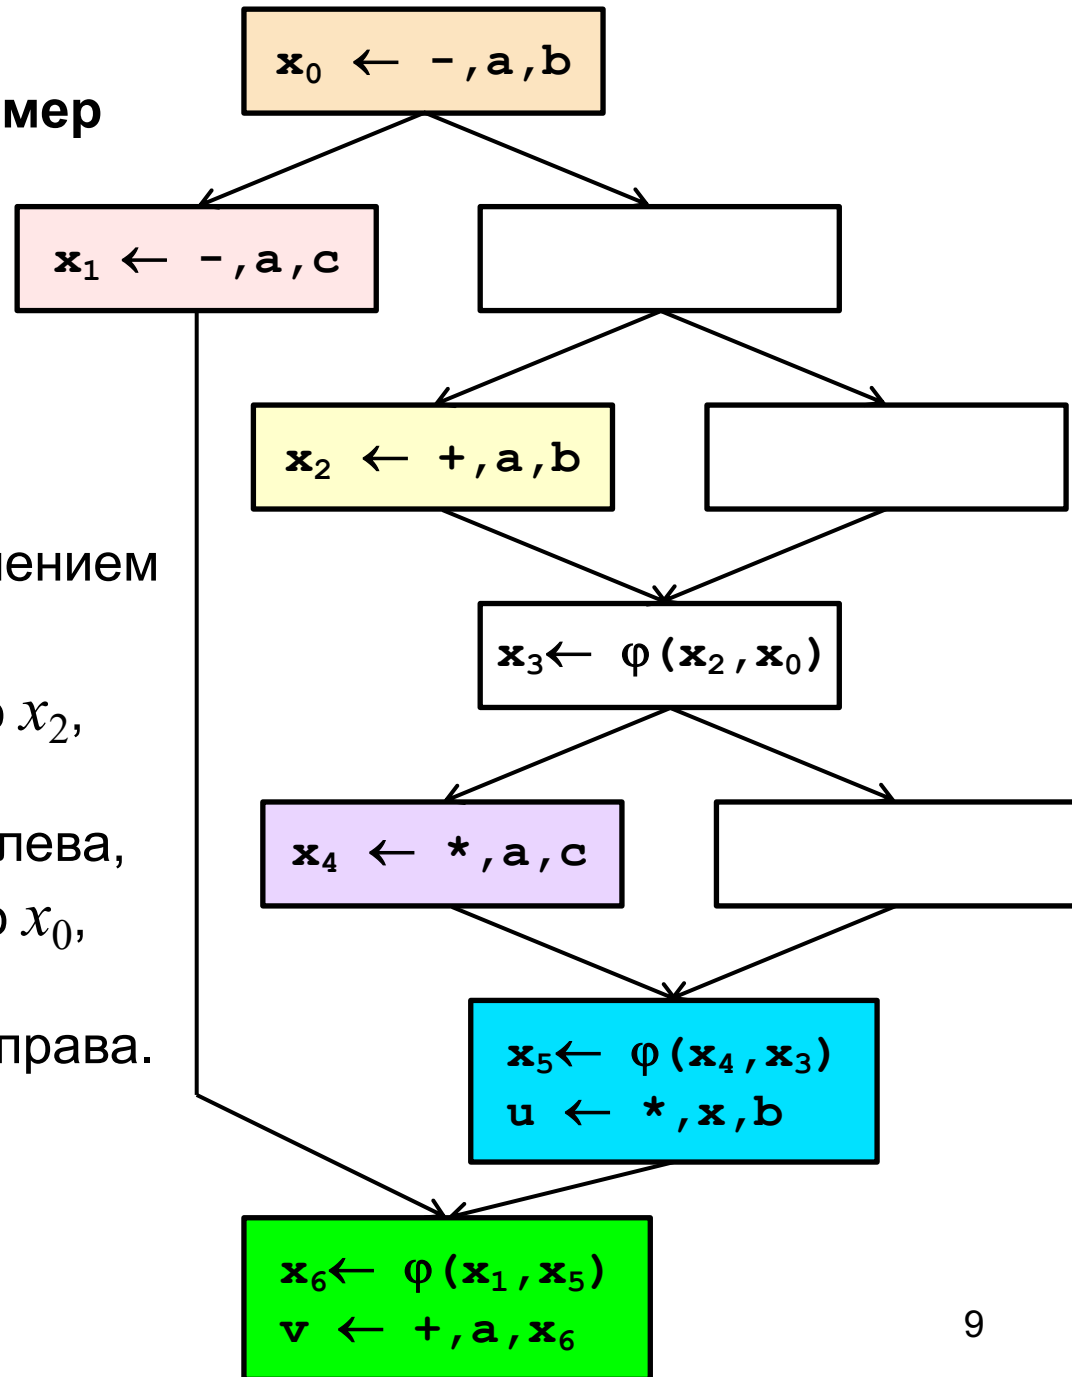 x₀ ← -,a,b
мер
x₁ ← -,a,c
x₂ ← +,a,b
x₃← φ(x₂,x₀)
x₂,
x₄ ← *,a,c
лева,
x₀,
x₅← φ(x₄,x₃)
права.
u ← *,x,b
x₆← φ(x₁,x₅)
v ← +,a,x₆
9